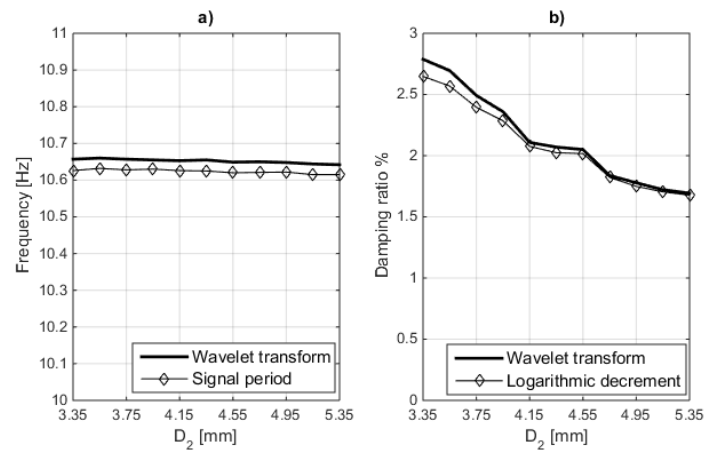 a)
11
10.9
10.8
10.7
10.6
10.5
10.4
10.3
10.2
10.1
10
Frequency [Hz]
Wavelet transform
Signal period
3.35 3.75 4.15 4.55 4.95 5.35
D2 [mm]
b)
3
2.5
2
1.5
1
0.5
0
Damping ratio %
Wavelet transform
Logarithmic decrement
3.35 3.75 4.15 4.55 4.95 5.35
D2 [mm]